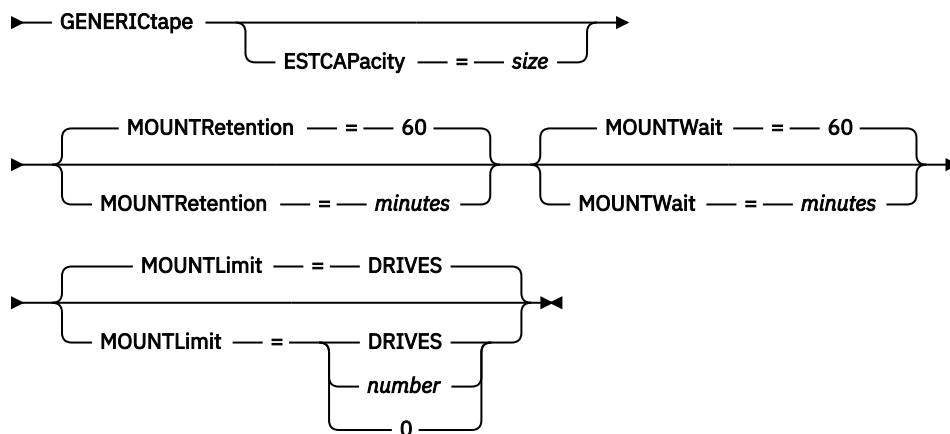 GENERICtape
ESTCAPacity = size
MOUNTRetention = 60 MOUNTWait = 60
MOUNTRetention = minutes MOUNTWait = minutes
MOUNTLimit = DRIVES
MOUNTLimit = DRIVES
number
0